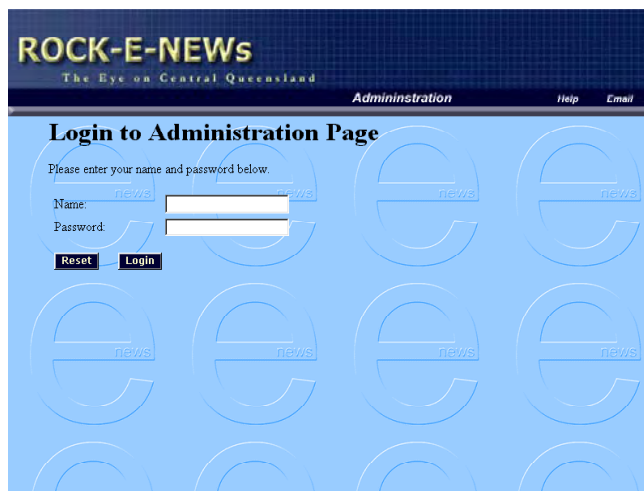 ROCK-E-NEWs
The Eye on Central Queensland
Admininstration Help Email
Login to Administration Page
Please enter your name and password below.
news news news news
Name:
Password:
Reset Login
news news news news